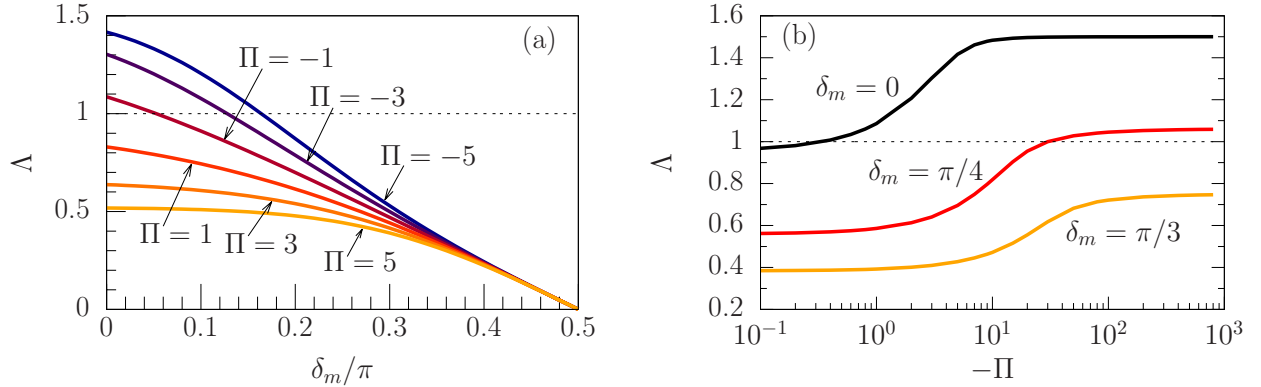 1.5
(a)
Π = −1
1
Π = −3
Λ
Π = −5
0.5
Π = 1
Π = 3
Π = 5
0
0 0.1 0.2 0.3 0.4 0.5
δm/π
1.6
(b)
1.4
δm = 0
1.2
1
Λ
δm = π/4
0.8
0.6
δm = π/3
0.4
0.2
10⁻¹ 10⁰ 10¹ 10² 10³
−Π